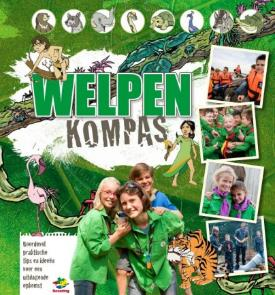 WELPEN
KOMPAS
Boordevol
praktische
tips en ideeën
voor een
uitdagende
opkomst
Scouting